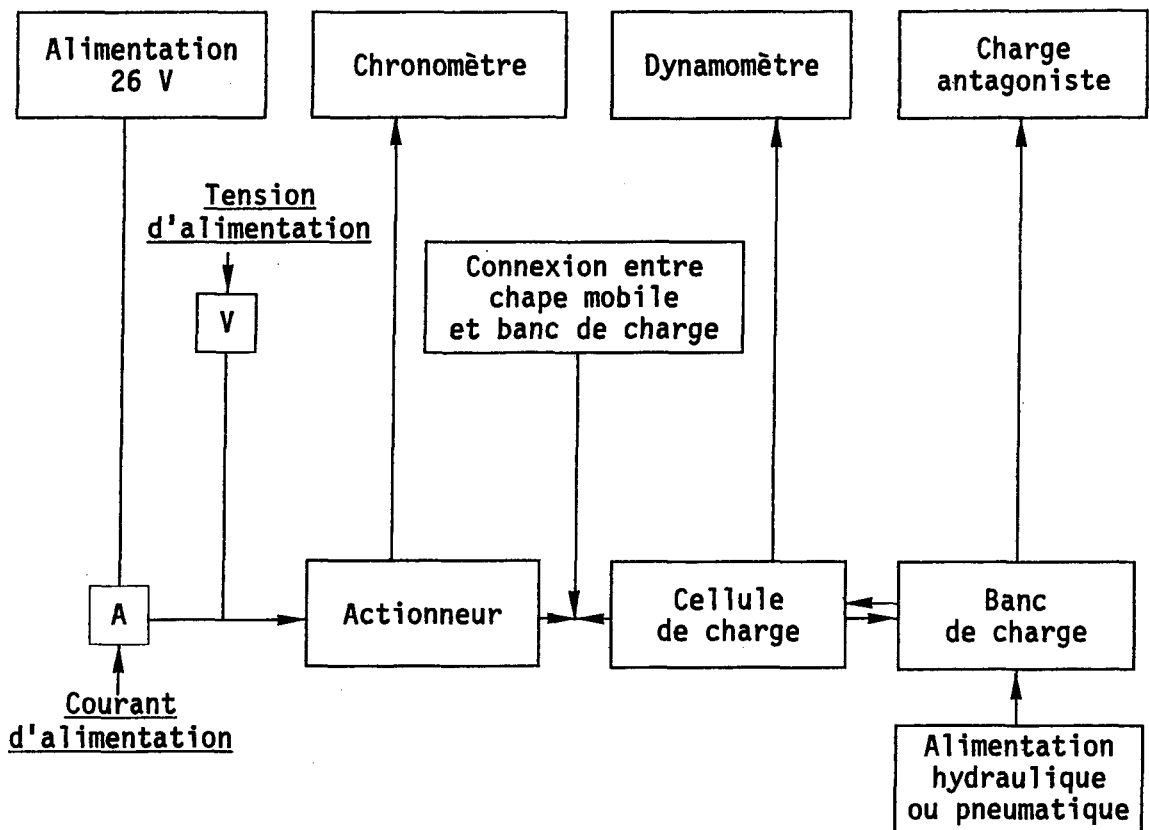 Alimentation
26 V
Chronomètre
Dynamomètre
Charge
antagoniste
Tension
d'alimentation
V
Connexion entre
chape mobile
et banc de charge
A
Actionneur
Cellule
de charge
Banc
de charge
Courant
d'alimentation
Alimentation
hydraulique
ou pneumatique